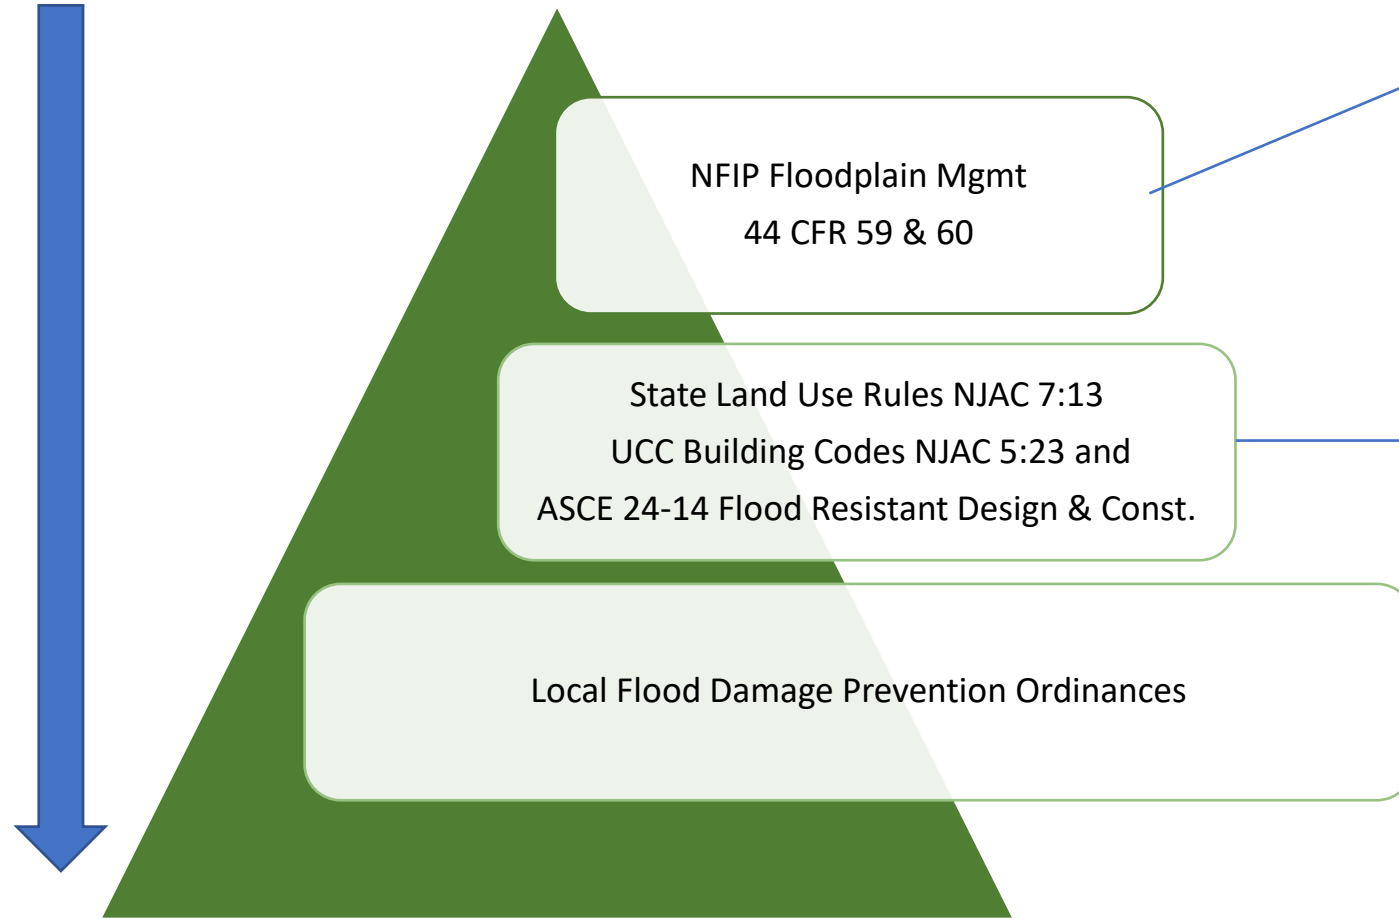 NFIP Floodplain Mgmt
44 CFR 59 & 60
State Land Use Rules NJAC 7:13
UCC Building Codes NJAC 5:23 and
ASCE 24-14 Flood Resistant Design & Const.
Local Flood Damage Prevention Ordinances